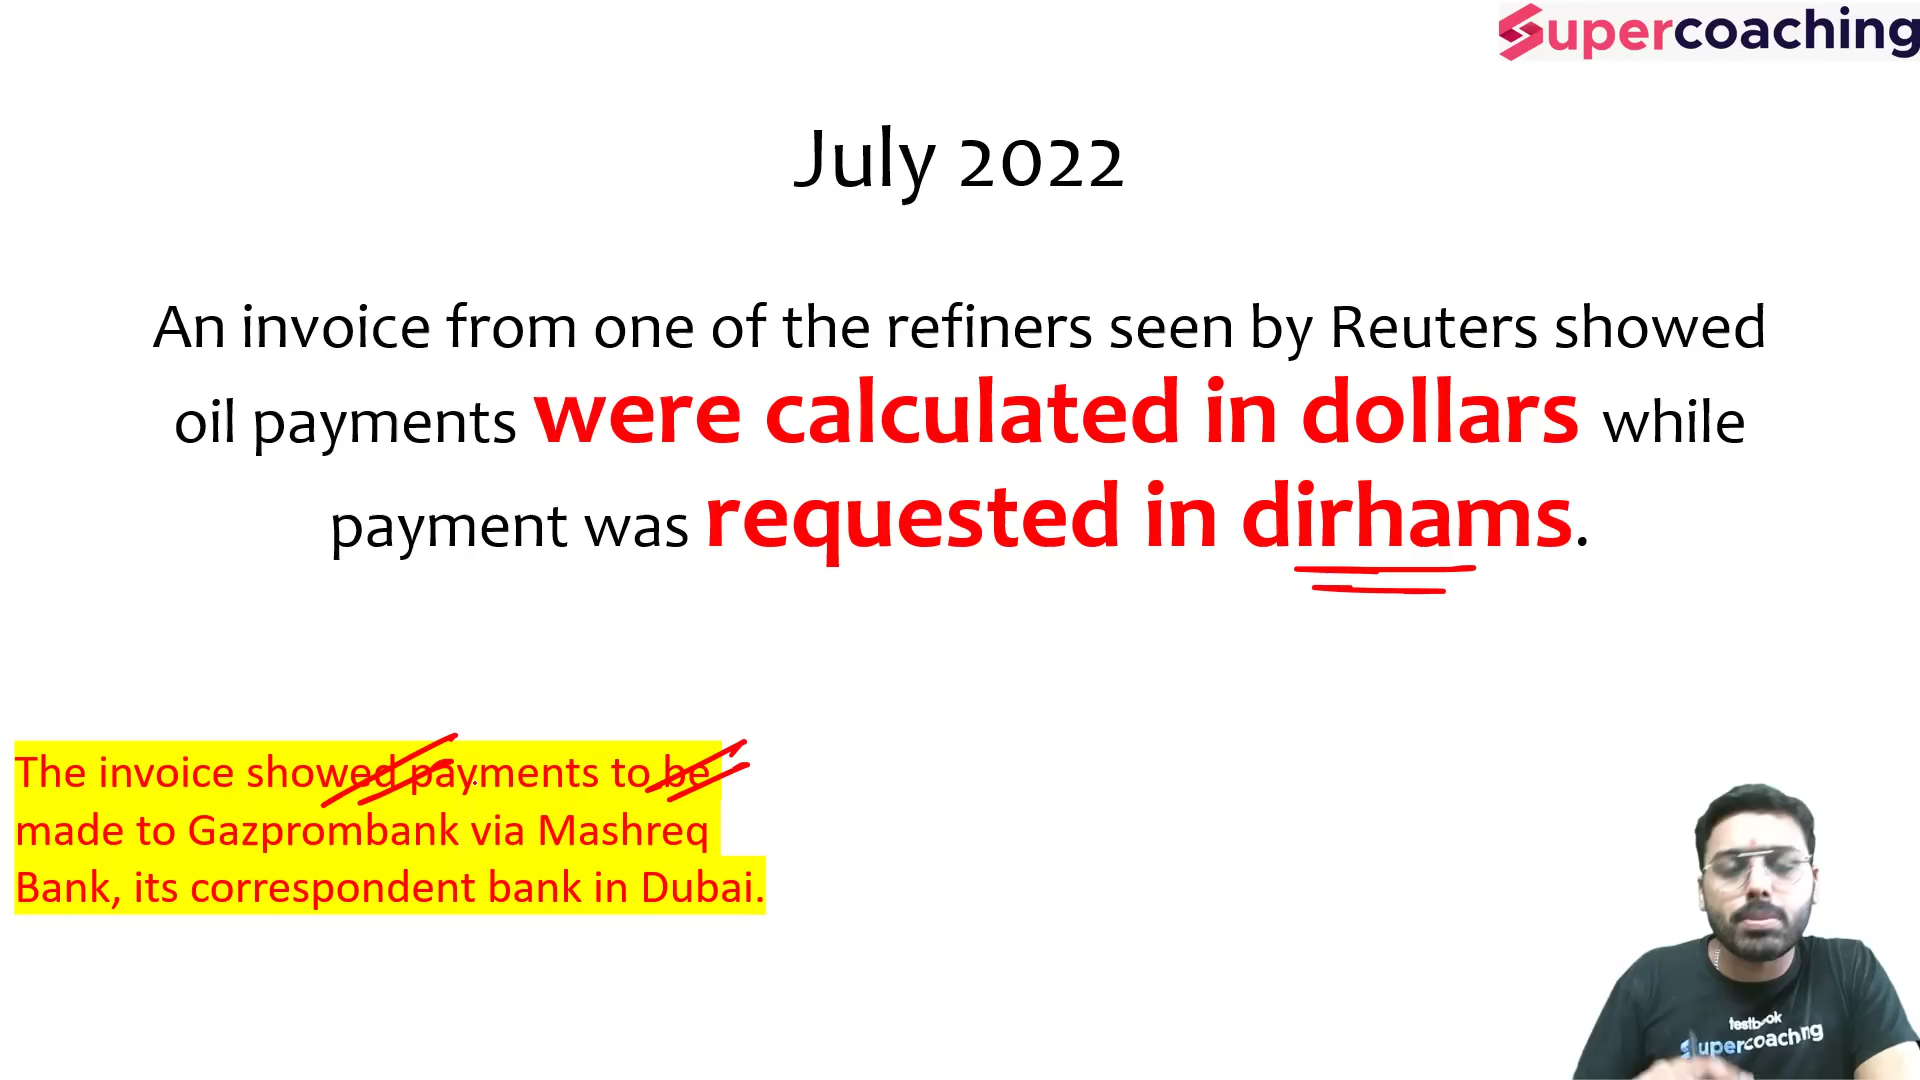 Supercoaching
July 2022
An invoice from one of the refiners seen by Reuters showed
oil payments were calculated in dollars while
payment was requested in dirhams.
The invoice showed payments to be
made to Gazprombank via Mashreq
Bank, its correspondent bank in Dubai.
testbook
Supercoaching